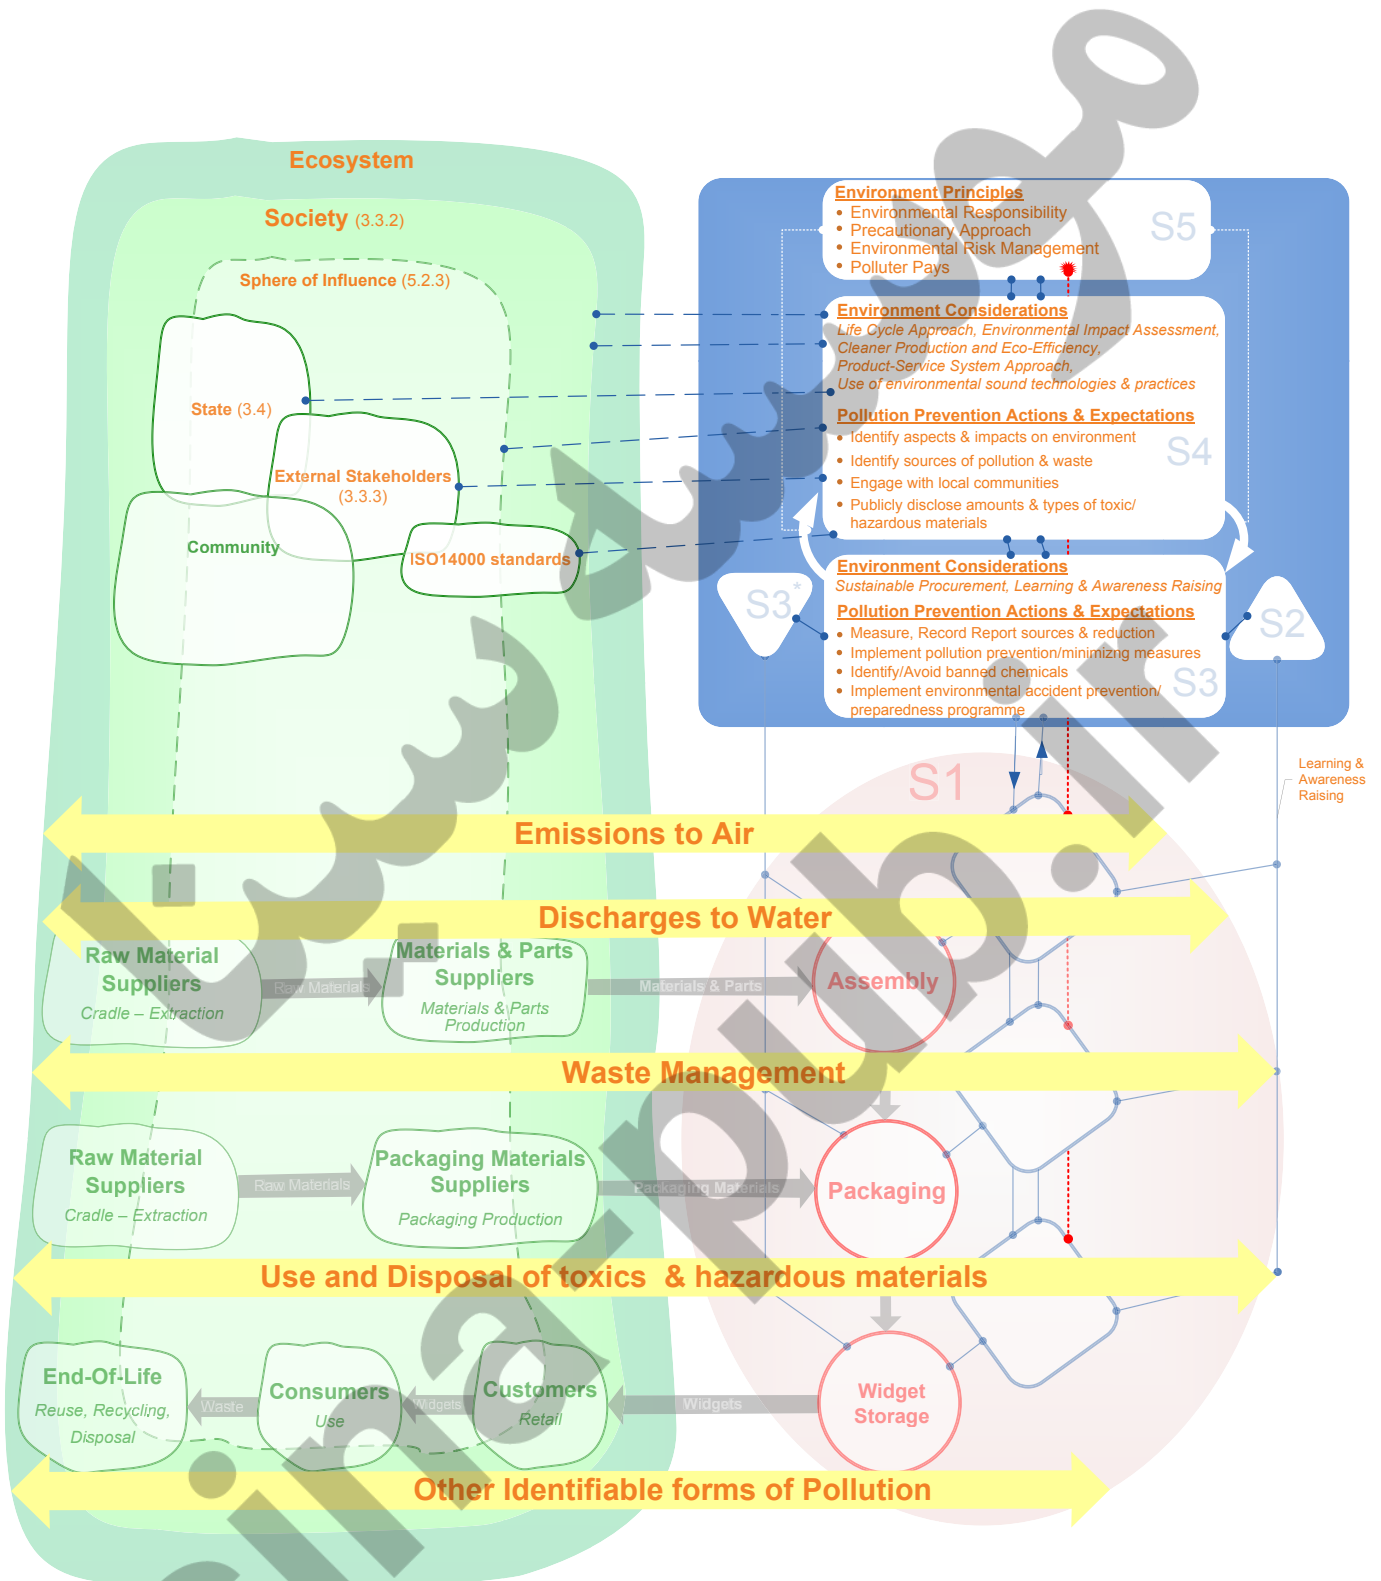 Ecosystem
Society (3.3.2)
Sphere of Influence (5.2.3)
State (3.4)
External Stakeholders
(3.3.3)
Community
ISO14000 standards
Environment Principles
• Environmental Responsibility
• Precautionary Approach
• Environmental Risk Management
• Polluter Pays
S5
Environment Considerations
Life Cycle Approach, Environmental Impact Assessment,
Cleaner Production and Eco-Efficiency,
Product-Service System Approach,
Use of environmental sound technologies & practices
Pollution Prevention Actions & Expectations
• Identify aspects & impacts on environment
• Identify sources of pollution & waste
• Engage with local communities
• Publicly disclose amounts & types of toxic/
hazardous materials
S4
Environment Considerations
Sustainable Procurement, Learning & Awareness Raising
Pollution Prevention Actions & Expectations
• Measure, Record Report sources & reduction
• Implement pollution prevention/minimizng measures
• Identify/Avoid banned chemicals
• Implement environmental accident prevention/
preparedness programme
S3
S3*
S2
Learning &
Awareness
Raising
S1
Emissions to Air
Discharges to Water
Raw Material
Suppliers
Cradle – Extraction
Raw Materials
Materials & Parts
Suppliers
Materials & Parts
Production
Materials & Parts
Assembly
Waste Management
Raw Material
Suppliers
Cradle – Extraction
Raw Materials
Packaging Materials
Suppliers
Packaging Production
Packaging Materials
Packaging
Use and Disposal of toxics & hazardous materials
End-Of-Life
Reuse, Recycling,
Disposal
Waste
Consumers
Use
Widgets
Customers
Retail
Widgets
Widget
Storage
Other Identifiable forms of Pollution
sina-pub.ir